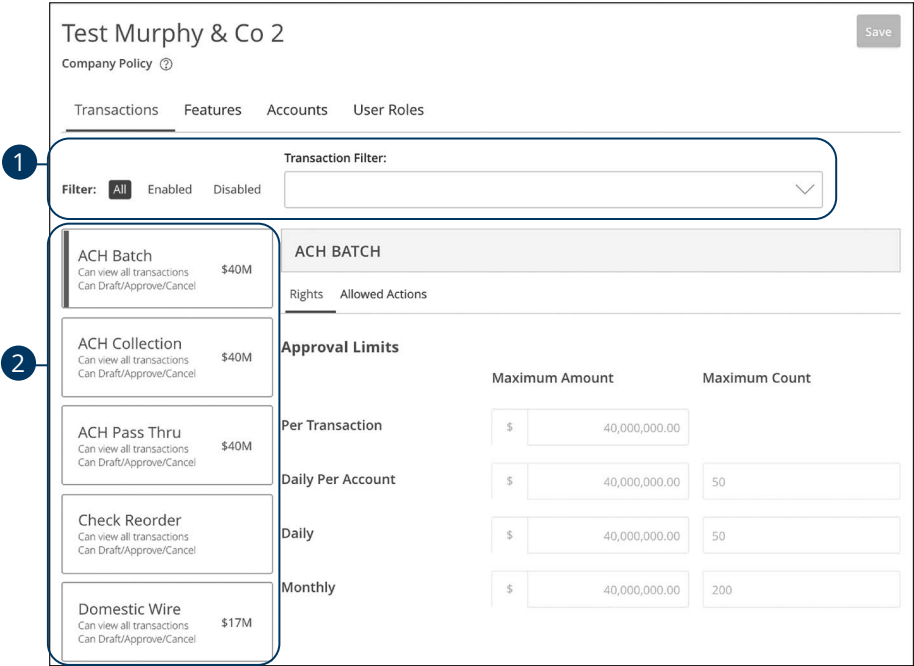 Test Murphy & Co 2
Save
Company Policy ?
Transactions Features Accounts User Roles
1
Transaction Filter:
Filter: All Enabled Disabled
2
ACH Batch
Can view all transactions
Can Draft/Approve/Cancel
$40M
ACH Collection
Can view all transactions
Can Draft/Approve/Cancel
$40M
ACH Pass Thru
Can view all transactions
Can Draft/Approve/Cancel
$40M
Check Reorder
Can view all transactions
Can Draft/Approve/Cancel
Domestic Wire
Can view all transactions
Can Draft/Approve/Cancel
$17M
ACH BATCH
Rights Allowed Actions
Approval Limits
Maximum Amount Maximum Count
Per Transaction $ 40,000,000.00
Daily Per Account $ 40,000,000.00 50
Daily $ 40,000,000.00 50
Monthly $ 40,000,000.00 200